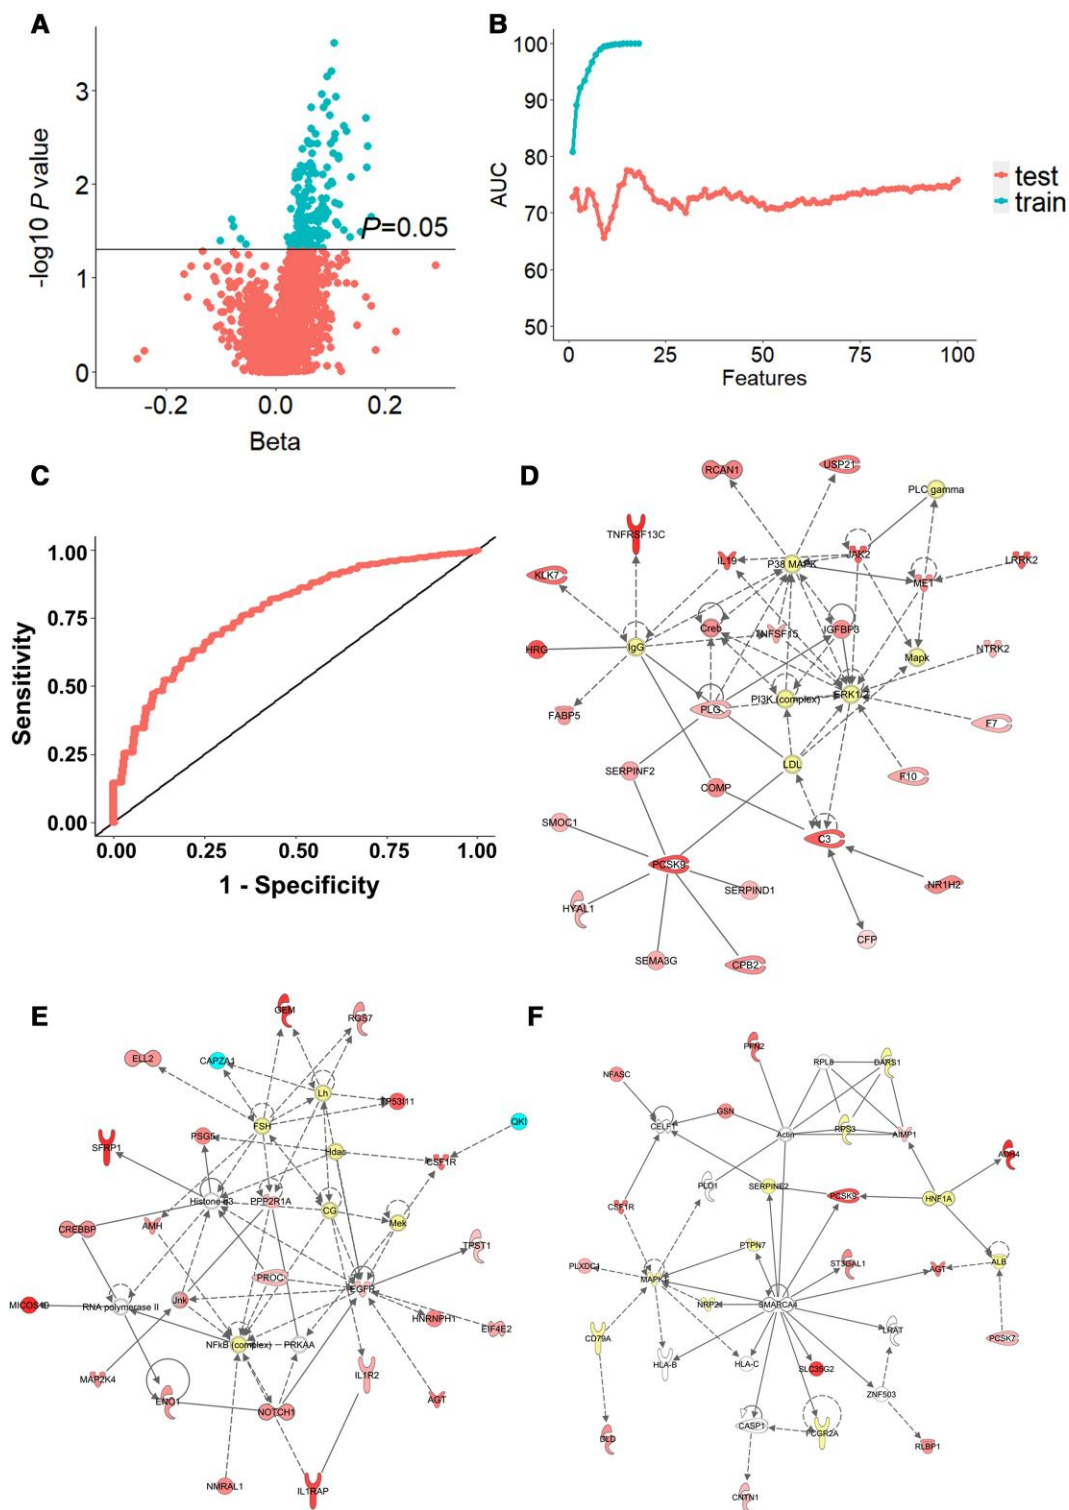 A
-log10 P value
3
2
1
0
P=0.05
-0.2
0.0
0.2
Beta
B
AUC
100
90
80
70
60
50
0
25
50
75
100
Features
test
train
C
Sensitivity
1.00
0.75
0.50
0.25
0.00
0.00
0.25
0.50
0.75
1.00
1 - Specificity
D
RCAN1
USP21
PLC gamma
TNFRSF13C
IL19
P38 MAPK
JAK2
LRRK2
KLK7
MET
Creb
TNFSF15
IGFBP3
HRG
IgG
Mapk
NTRK2
FABP5
PLG
PI3K (complex)
ERK1/2
F7
SERPINF2
LDL
F10
COMP
SMOC1
C3
PCSK9
SERPIND1
NR1H2
HYAL1
CFP
SEMA3G
CPB2
E
GEM
RGS7
ELL2
CAPZA1
Lh
TP53I11
FSH
QKI
PSG5
SFRP1
Hdac
CSF1R
Histone h3
PPP2R1A
CG
Mek
CREBBP
AMH
TPST1
PROC
EGFR
Jnk
RNA polymerase II
HNRNPH1
EIF4E2
NFkB (complex)
PRKAA
MAP2K4
IL1R2
ENO1
NOTCH1
AGT
NMRAL1
IL1RAP
F
PFN2
RPL8
DARS1
NFASC
GSN
CELF1
Actin
RPS3
AIMP1
ADH4
PLD1
SERPINE2
PCSK9
HNF1A
CSF1R
PTPN7
ST3GAL1
ALB
PLXDC1
MAPK
AGT
NRP21
SMARCA4
CD79A
LRAT
PCSK7
HLA-B
HLA-C
SLC35G2
ZNF503
CASP1
FCGR2A
DLD
RLBP1
CNTN1